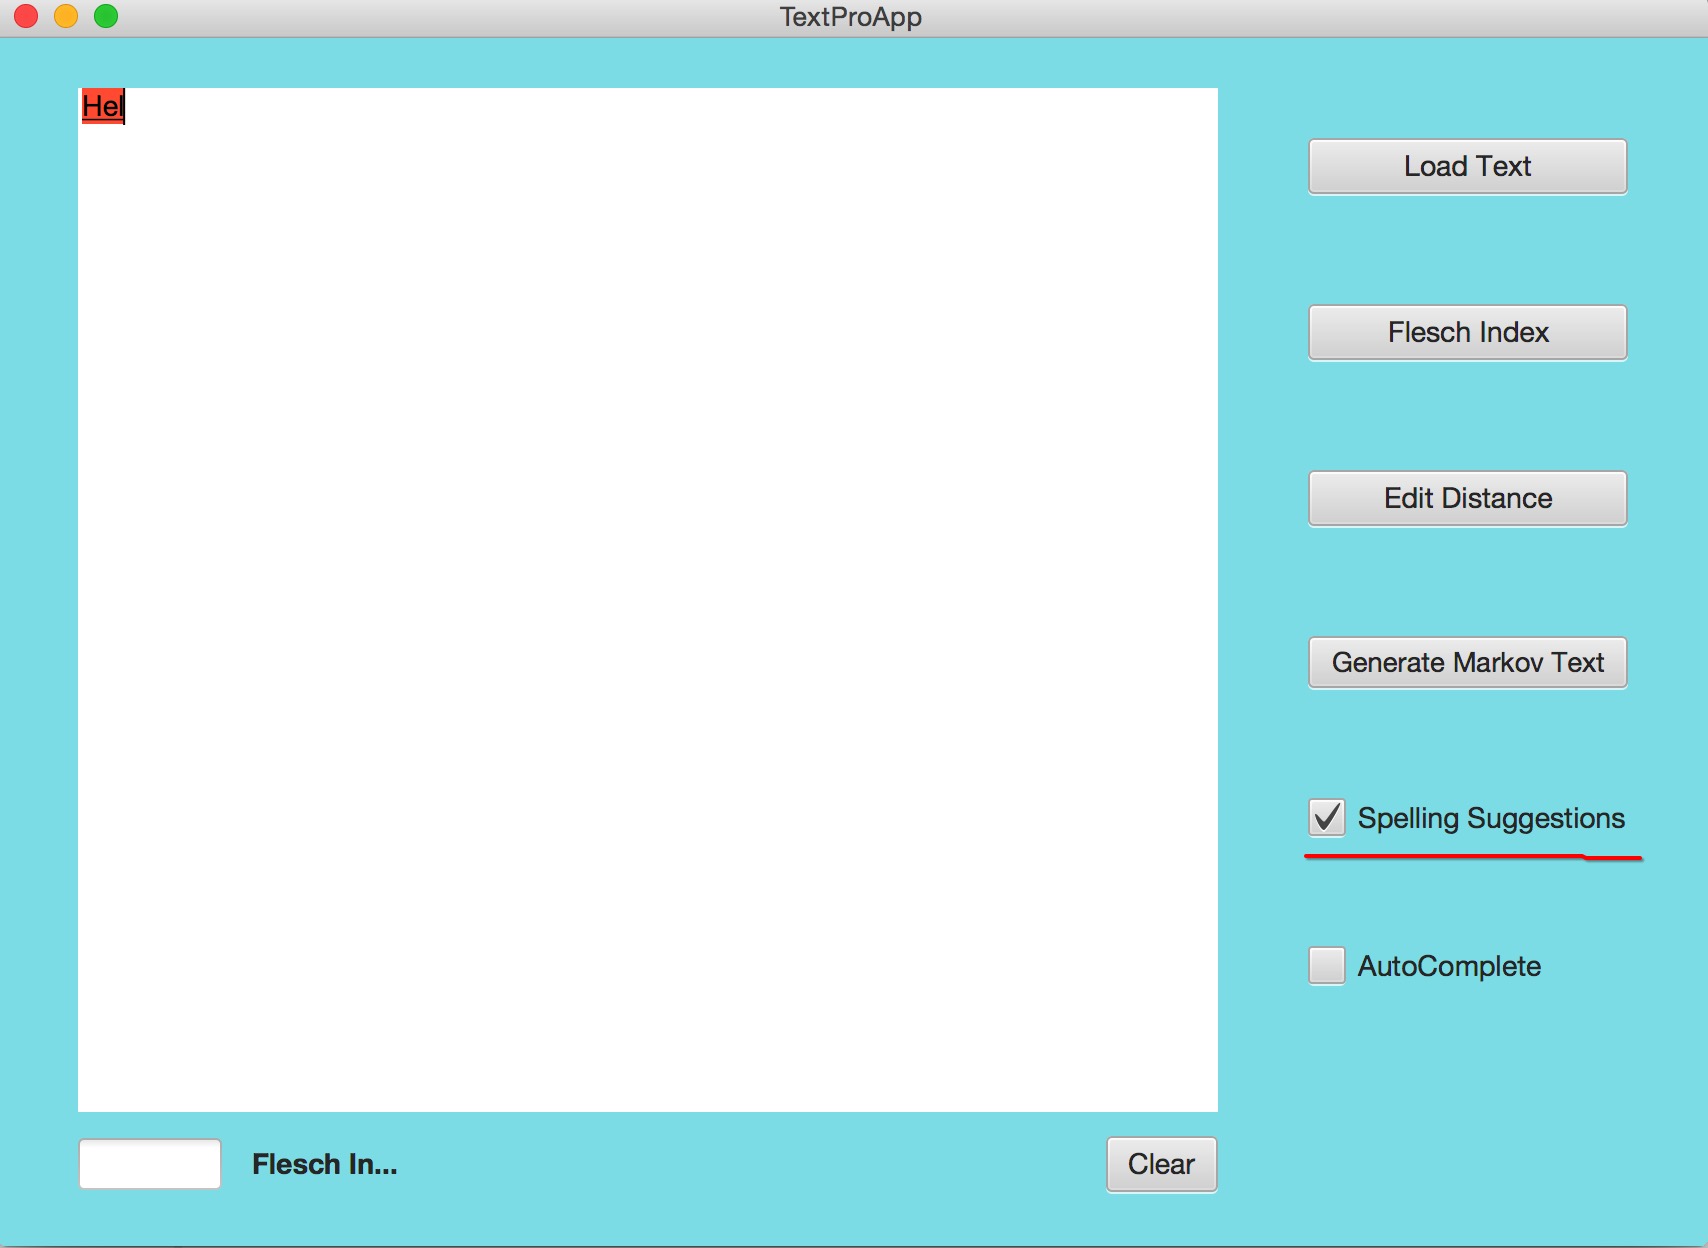 TextProApp
Hel
Load Text
Flesch Index
Edit Distance
Generate Markov Text
Spelling Suggestions
AutoComplete
Flesch In...
Clear